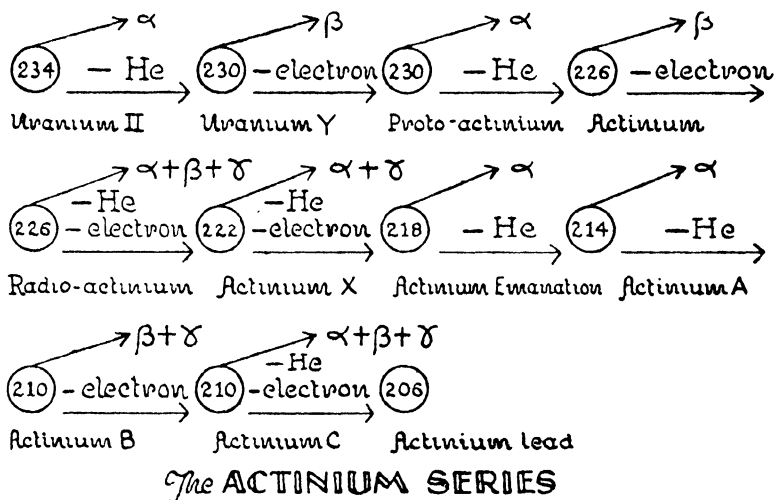 α β α β
234 – He 230 – electron 230 – He 226 – electron
Uranium II Uranium Y Proto-actinium Actinium
α+β+γ α+γ α α
– He – He
226 – electron 222 – electron 218 – He 214 – He
Radio-actinium Actinium X Actinium Emanation Actinium A
β+γ α+β+γ
– He
210 – electron 210 – electron 206
Actinium B Actinium C Actinium lead
The ACTINIUM SERIES